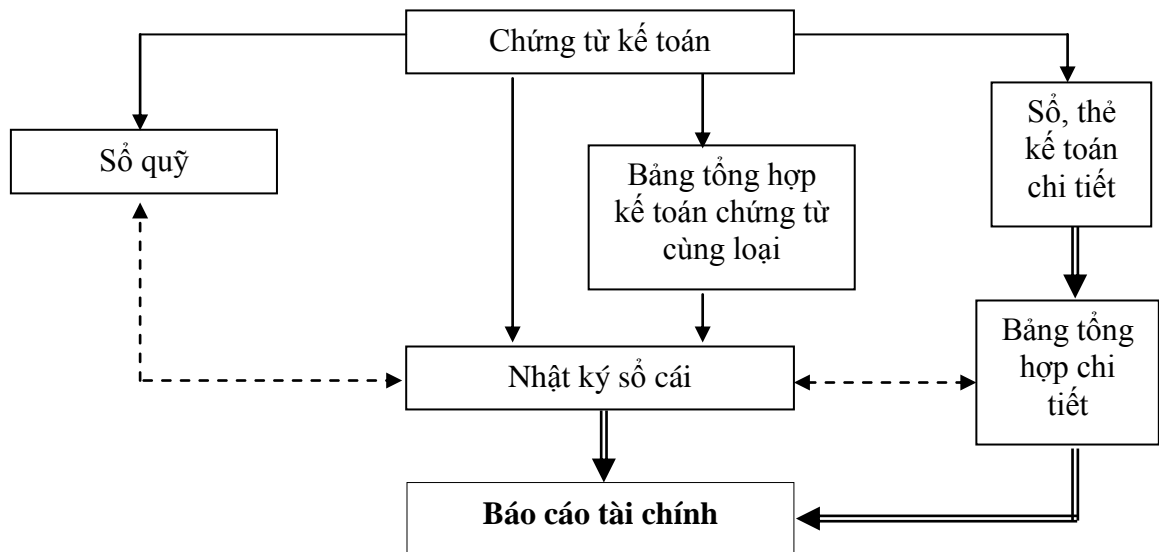 Chứng từ kế toán
Sổ quỹ
Bảng tổng hợp
kế toán chứng từ
cùng loại
Sổ, thẻ
kế toán
chi tiết
Nhật ký sổ cái
Bảng tổng
hợp chi
tiết
Báo cáo tài chính